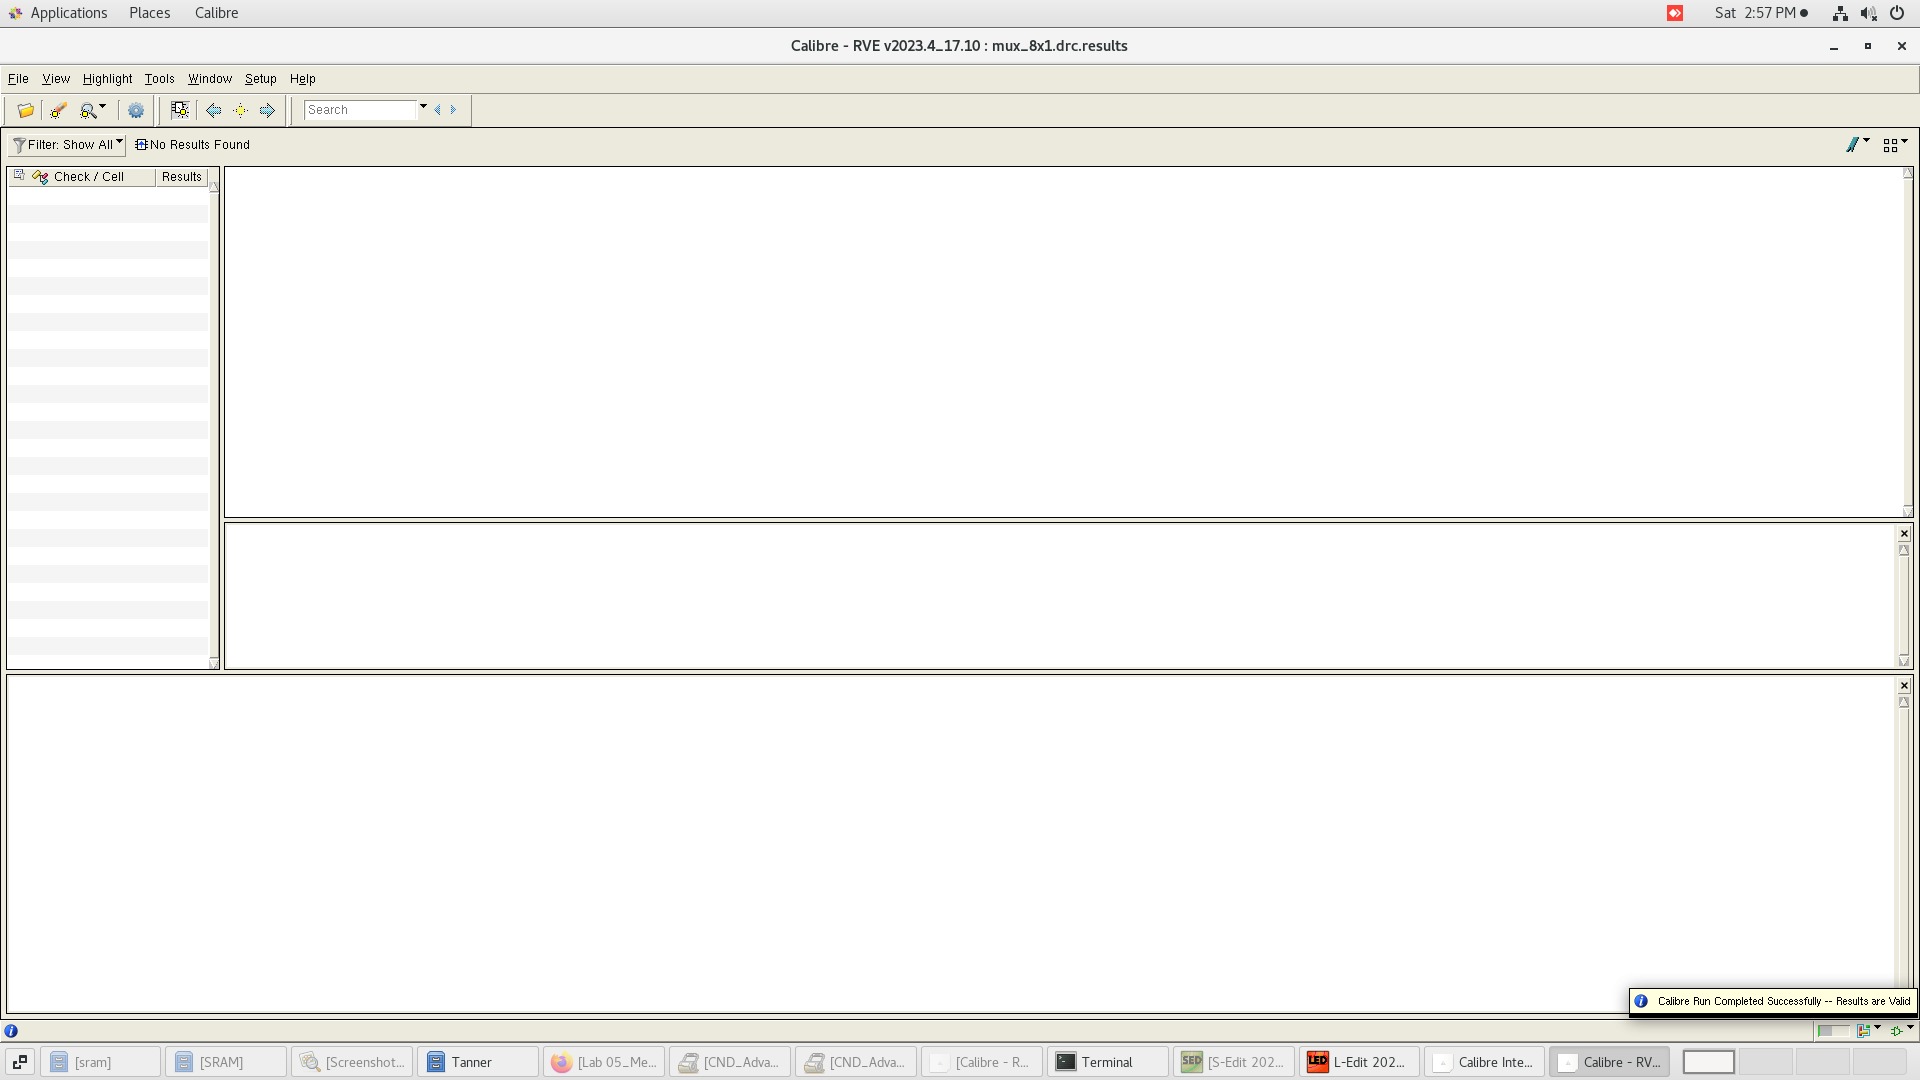 Applications Places Calibre Sat 2:57 PM
Calibre - RVE v2023.4_17.10 : mux_8x1.drc.results
File View Highlight Tools Window Setup Help
Search
Filter: Show All No Results Found
Check / Cell Results
Calibre Run Completed Successfully -- Results are Valid
[sram] [SRAM] [Screenshot... Tanner [Lab 05_Me... [CND_Adva... [CND_Adva... [Calibre - R... Terminal SED [S-Edit 202... LED L-Edit 202... Calibre Inte... Calibre - RV...